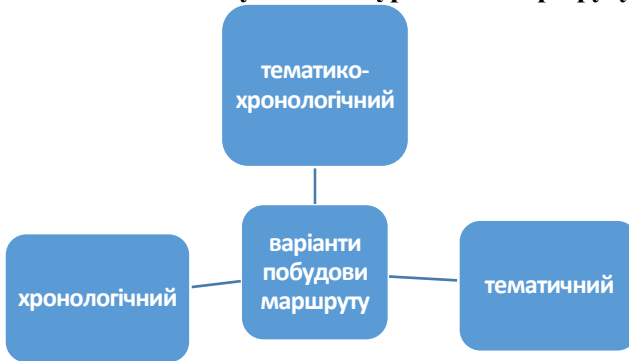 тематико-
хронологічний
варіанти
побудови
маршруту
хронологічний
тематичний